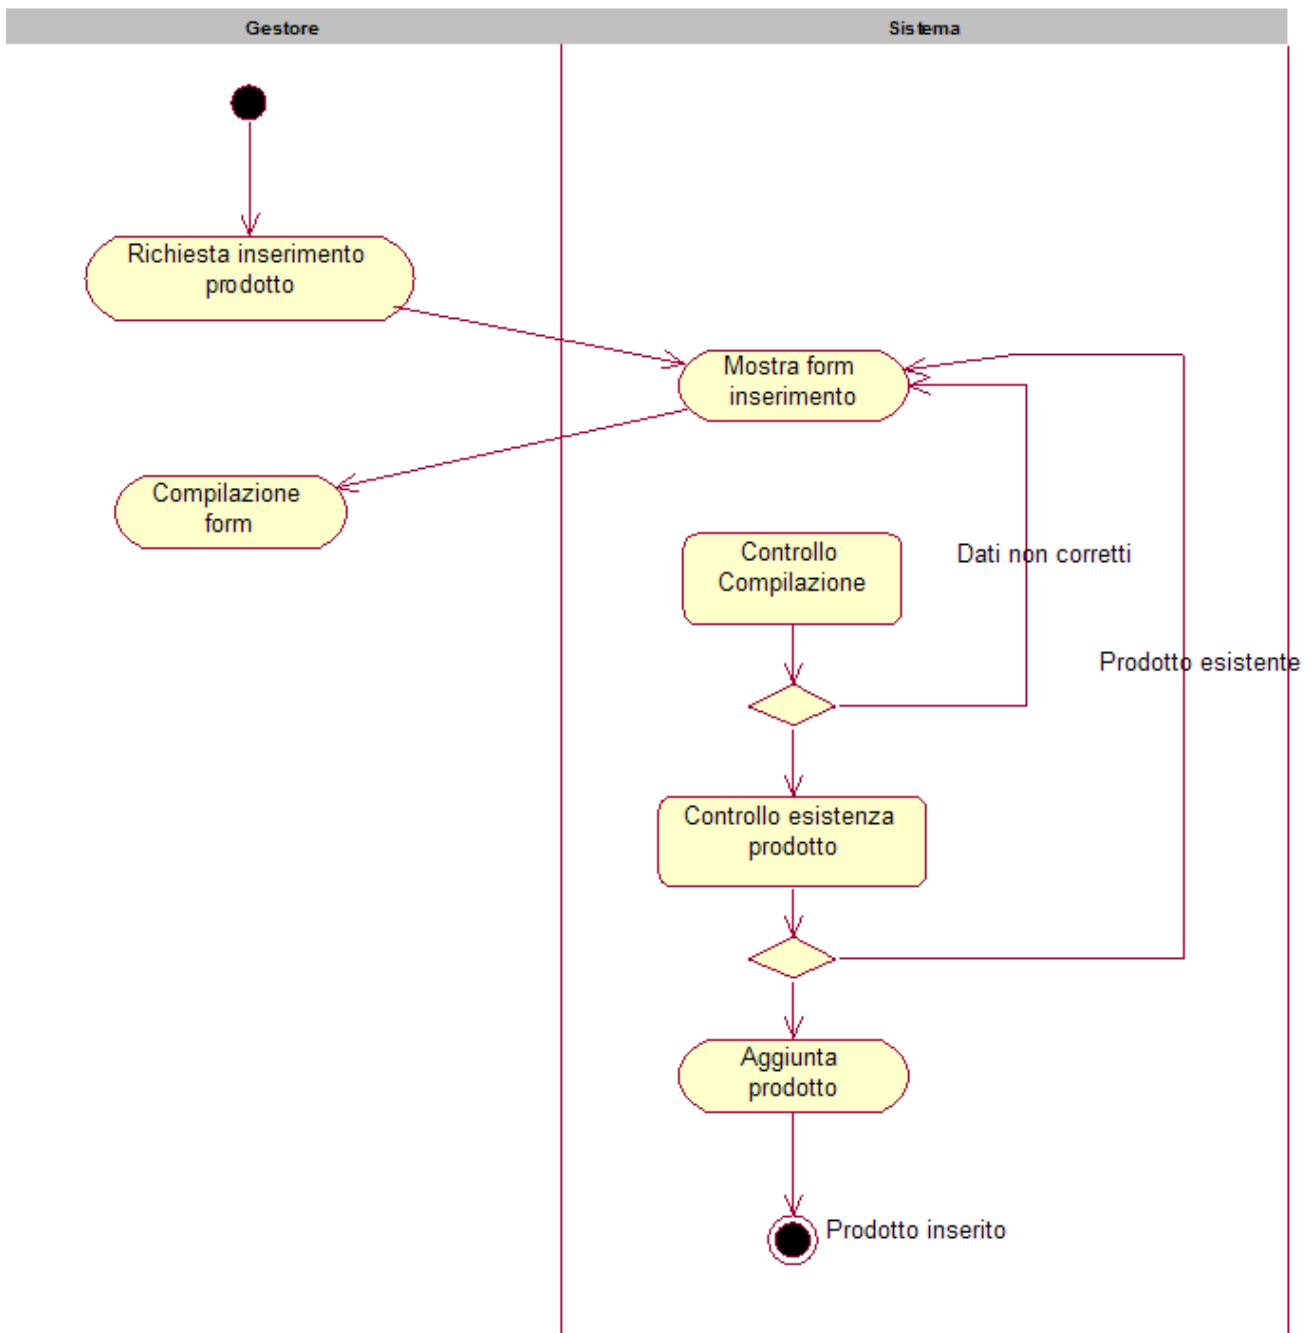 Gestore
Sistema
Richiesta inserimento
prodotto
Mostra form
inserimento
Compilazione
form
Controllo
Compilazione
Dati non corretti
Prodotto esistente
Controllo esistenza
prodotto
Aggiunta
prodotto
Prodotto inserito